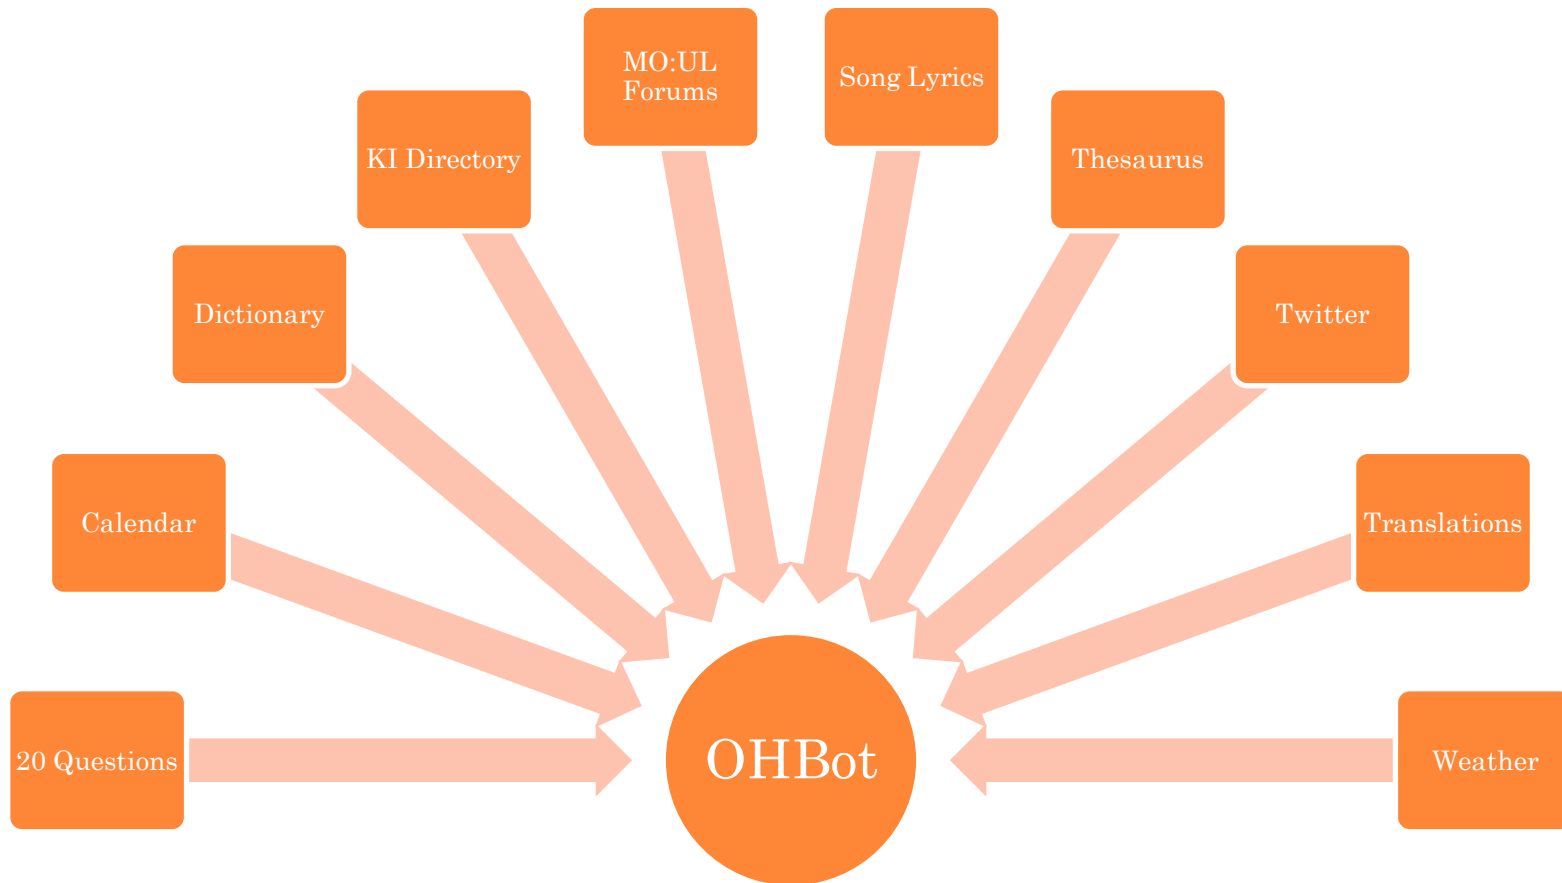 MO:UL
Forums
Song Lyrics
KI Directory
Thesaurus
Dictionary
Twitter
Calendar
Translations
20 Questions
OHBot
Weather